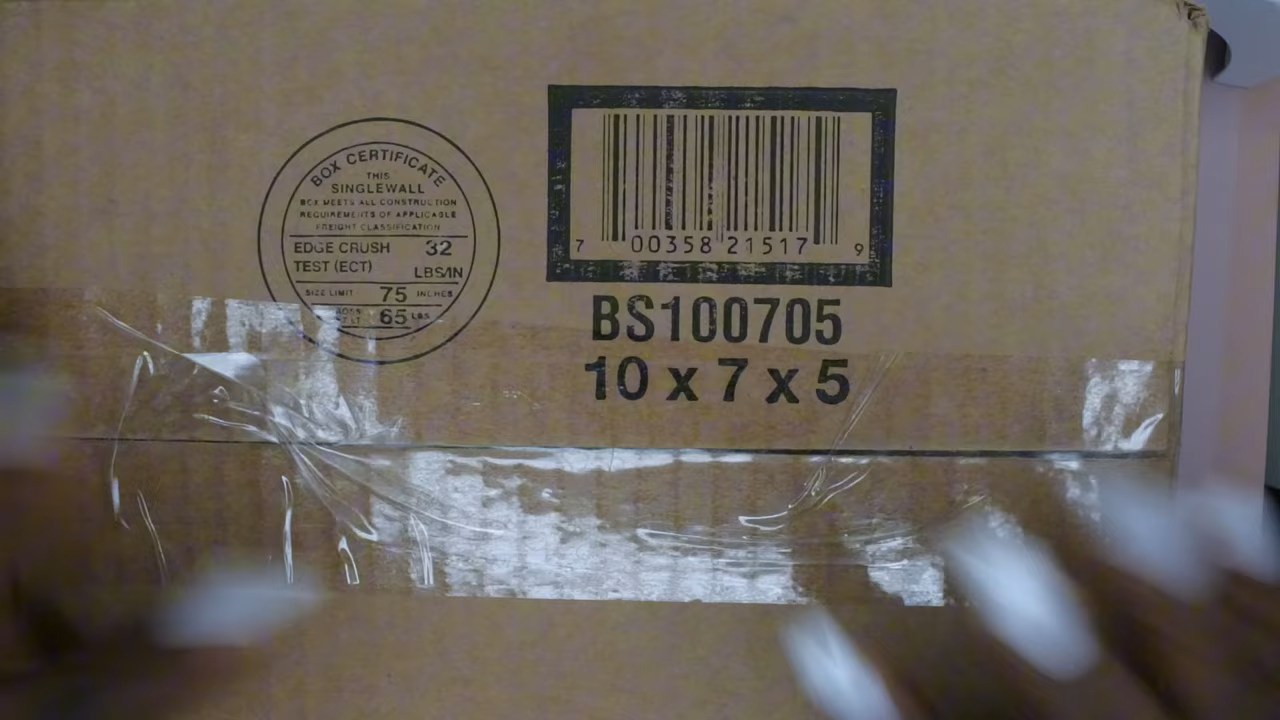 BOX CERTIFICATE
THIS
SINGLEWALL
BOX MEETS ALL CONSTRUCTION
REQUIREMENTS OF APPLICABLE
FREIGHT CLASSIFICATION
EDGE CRUSH 32
TEST (ECT) LBS/IN
SIZE LIMIT 75 INCHES
65 LBS
7 00358 21517 9
BS100705
10 x 7 x 5